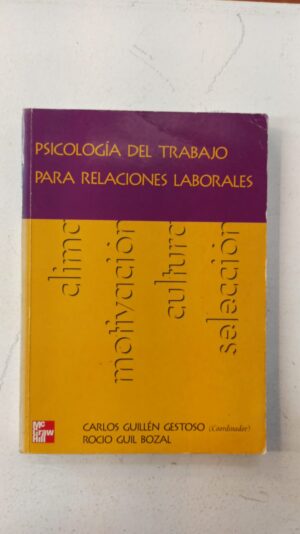 PSICOLOGÍA DEL TRABAJO
PARA RELACIONES LABORALES
clima
motivación
cultura
selección
Mc
Graw
Hill
CARLOS GUILLÉN GESTOSO (Coordinador)
ROCIO GUIL BOZAL